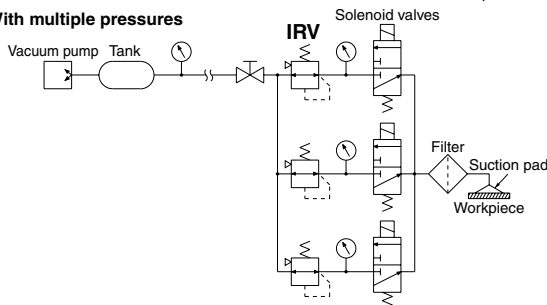 With multiple pressures
Solenoid valves
IRV
Vacuum pump
Tank
Filter
Suction pad
Workpiece